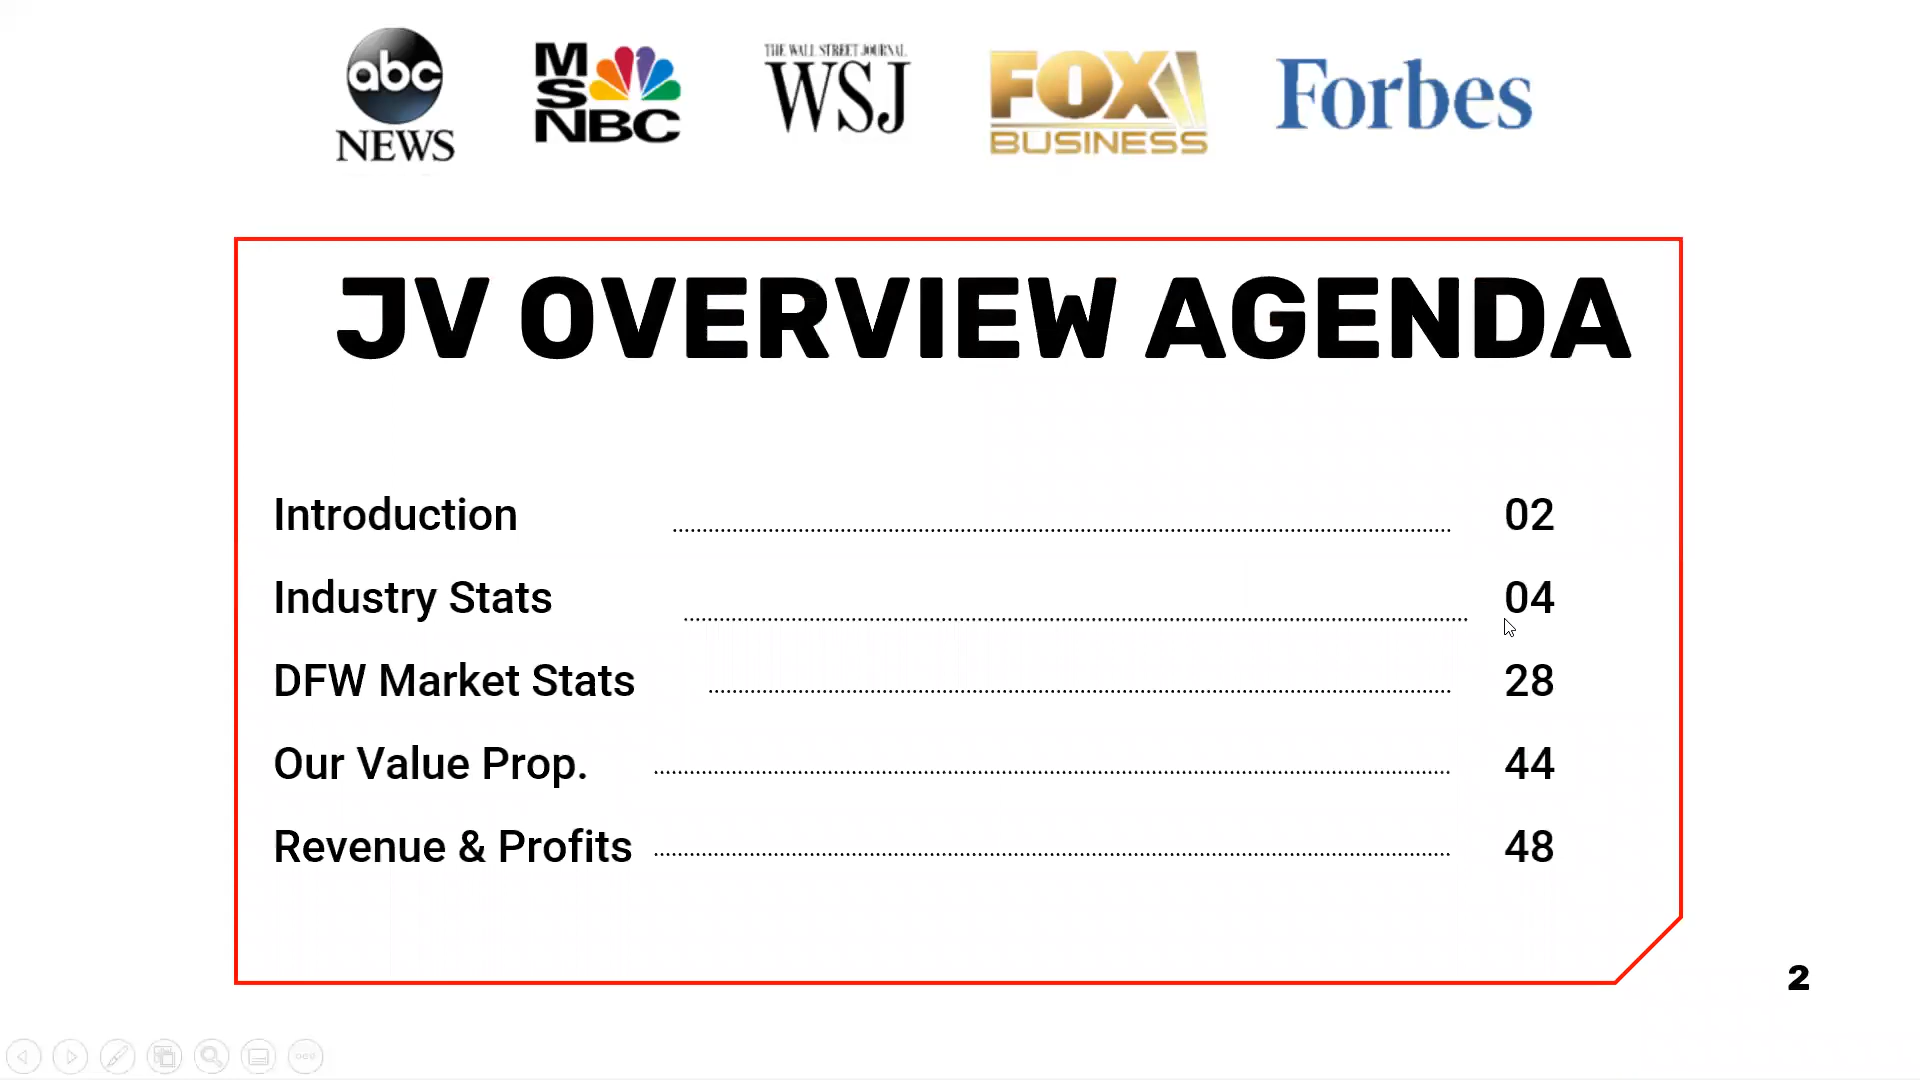 abc
NEWS
M
S
NBC
THE WALL STREET JOURNAL.
WSJ
FOX
BUSINESS
Forbes
JV OVERVIEW AGENDA
Introduction 02
Industry Stats 04
DFW Market Stats 28
Our Value Prop. 44
Revenue & Profits 48
2